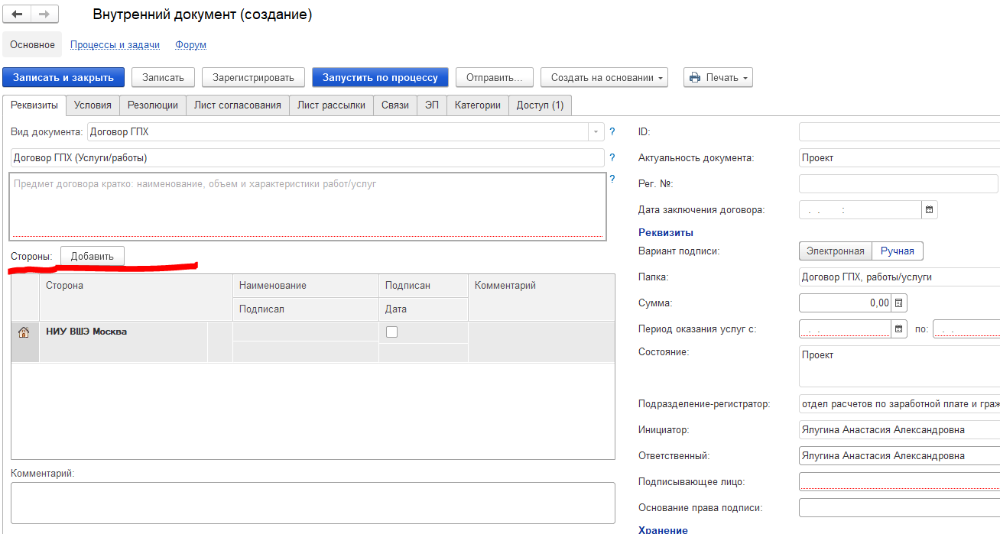 Внутренний документ (создание)
Основное Процессы и задачи Форум
Записать и закрыть Записать Зарегистрировать Запустить по процессу Отправить... Создать на основании Печать
Реквизиты Условия Резолюции Лист согласования Лист рассылки Связи ЭП Категории Доступ (1)
Вид документа: Договор ГПХ ?
Договор ГПХ (Услуги/работы) ?
Предмет договора кратко: наименование, объем и характеристики работ/услуг ?
Стороны: Добавить
Сторона Наименование Подписан Комментарий
Подписал Дата
НИУ ВШЭ Москва
Комментарий:
ID:
Актуальность документа: Проект
Рег. №:
Дата заключения договора: . . :
Реквизиты
Вариант подписи: Электронная Ручная
Папка: Договор ГПХ, работы/услуги
Сумма: 0,00
Период оказания услуг с: . . по: . .
Состояние: Проект
Подразделение-регистратор: отдел расчетов по заработной плате и граж
Инициатор: Ялугина Анастасия Александровна
Ответственный: Ялугина Анастасия Александровна
Подписывающее лицо:
Основание права подписи:
Хранение